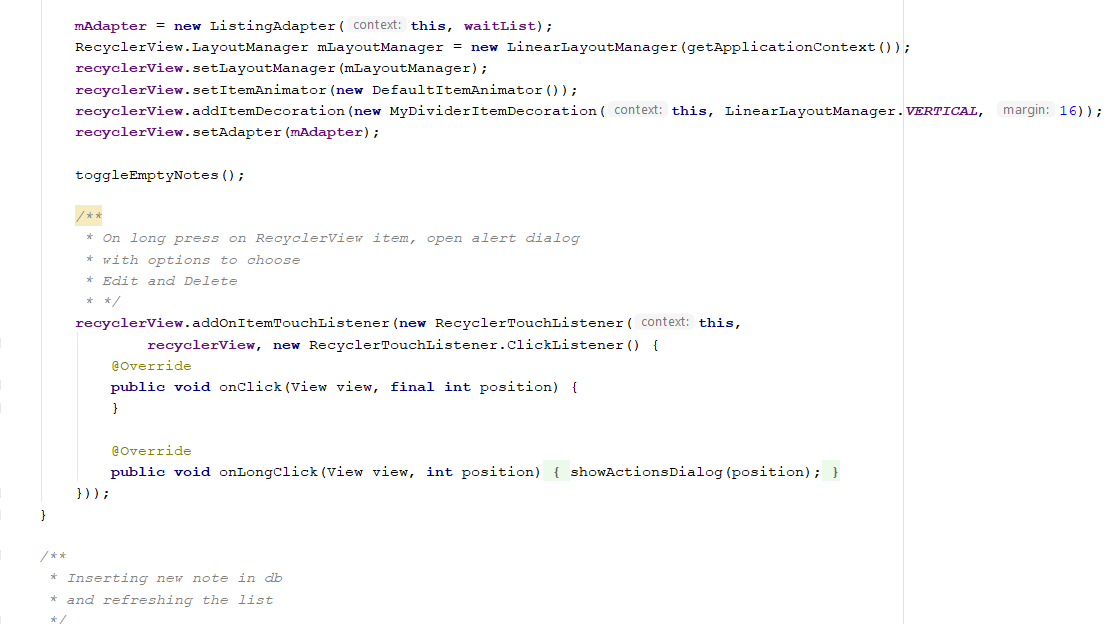 mAdapter = new ListingAdapter( context: this, waitList);
RecyclerView.LayoutManager mLayoutManager = new LinearLayoutManager(getApplicationContext());
recyclerView.setLayoutManager(mLayoutManager);
recyclerView.setItemAnimator(new DefaultItemAnimator());
recyclerView.addItemDecoration(new MyDividerItemDecoration( context: this, LinearLayoutManager.VERTICAL, margin: 16));
recyclerView.setAdapter(mAdapter);
toggleEmptyNotes();
/**
* On long press on RecyclerView item, open alert dialog
* with options to choose
* Edit and Delete
* */
recyclerView.addOnItemTouchListener(new RecyclerTouchListener( context: this,
recyclerView, new RecyclerTouchListener.ClickListener() {
@Override
public void onClick(View view, final int position) {
}
@Override
public void onLongClick(View view, int position) { showActionsDialog(position); }
}));
}
/**
* Inserting new note in db
* and refreshing the list
*/